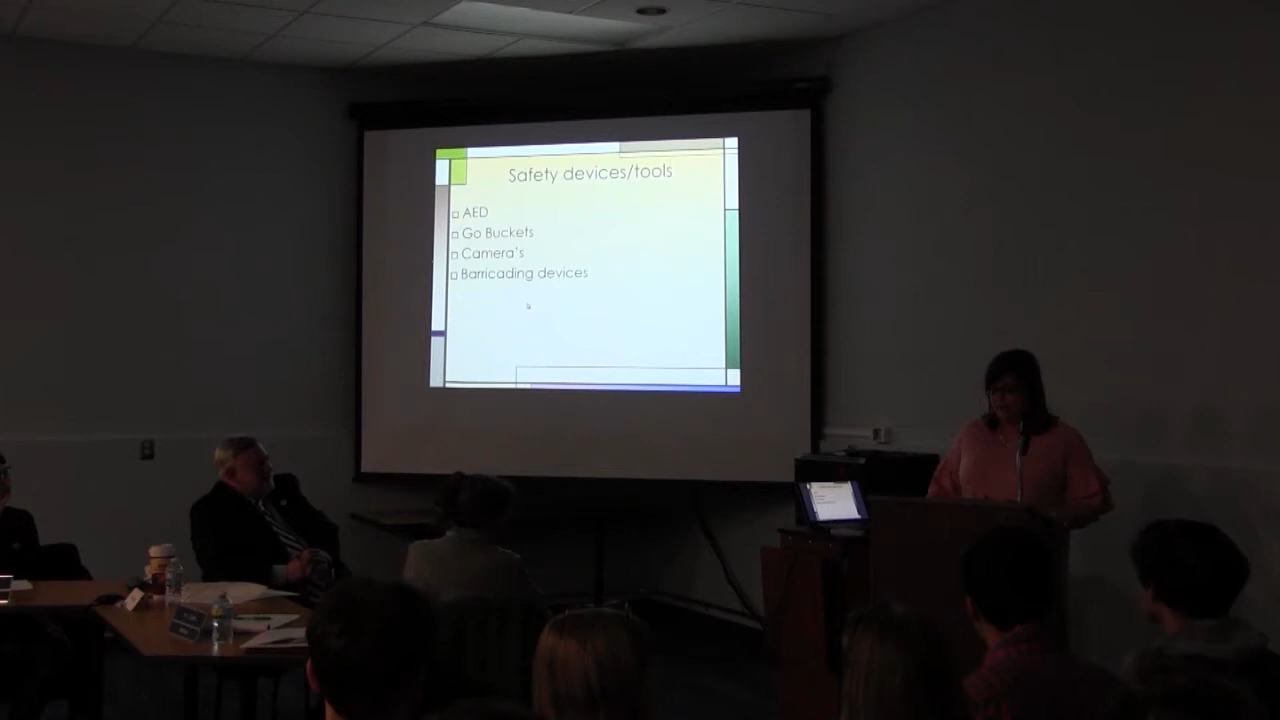 Safety devices/tools
AED
Go Buckets
Camera's
Barricading devices